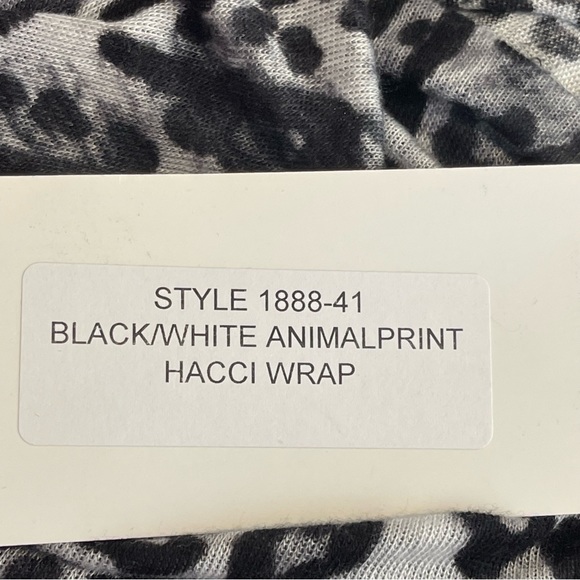 STYLE 1888-41
BLACK/WHITE ANIMALPRINT
HACCI WRAP